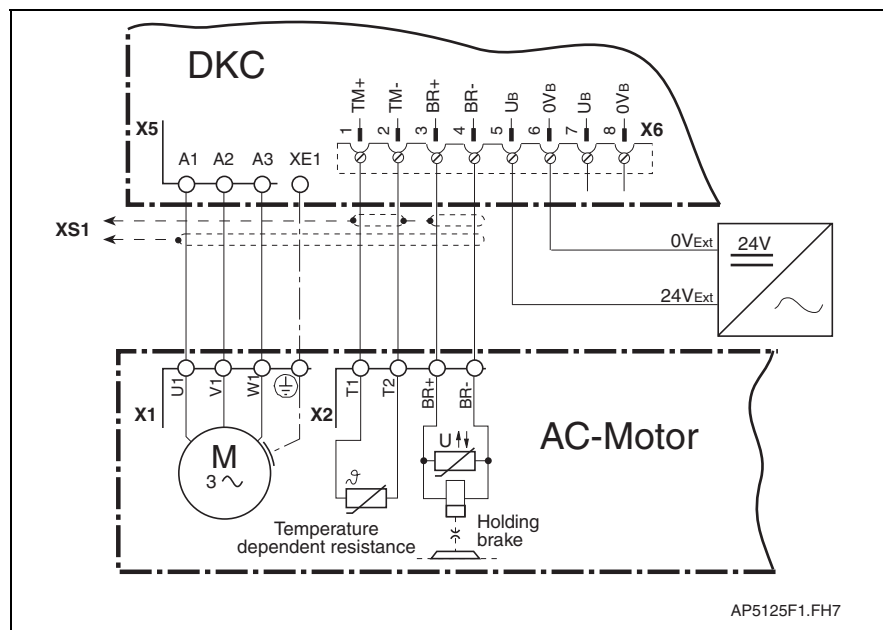 DKC
TM+ TM- BR+ BR- UB 0VB UB 0VB
X5 1 2 3 4 5 6 7 8 X6
A1 A2 A3 XE1
XS1
0VExt
24V
24VExt
X1 U1 V1 W1 X2 T1 T2 BR+ BR-
M
3
U
ϑ
AC-Motor
Temperature
dependent resistance
Holding
brake
AP5125F1.FH7